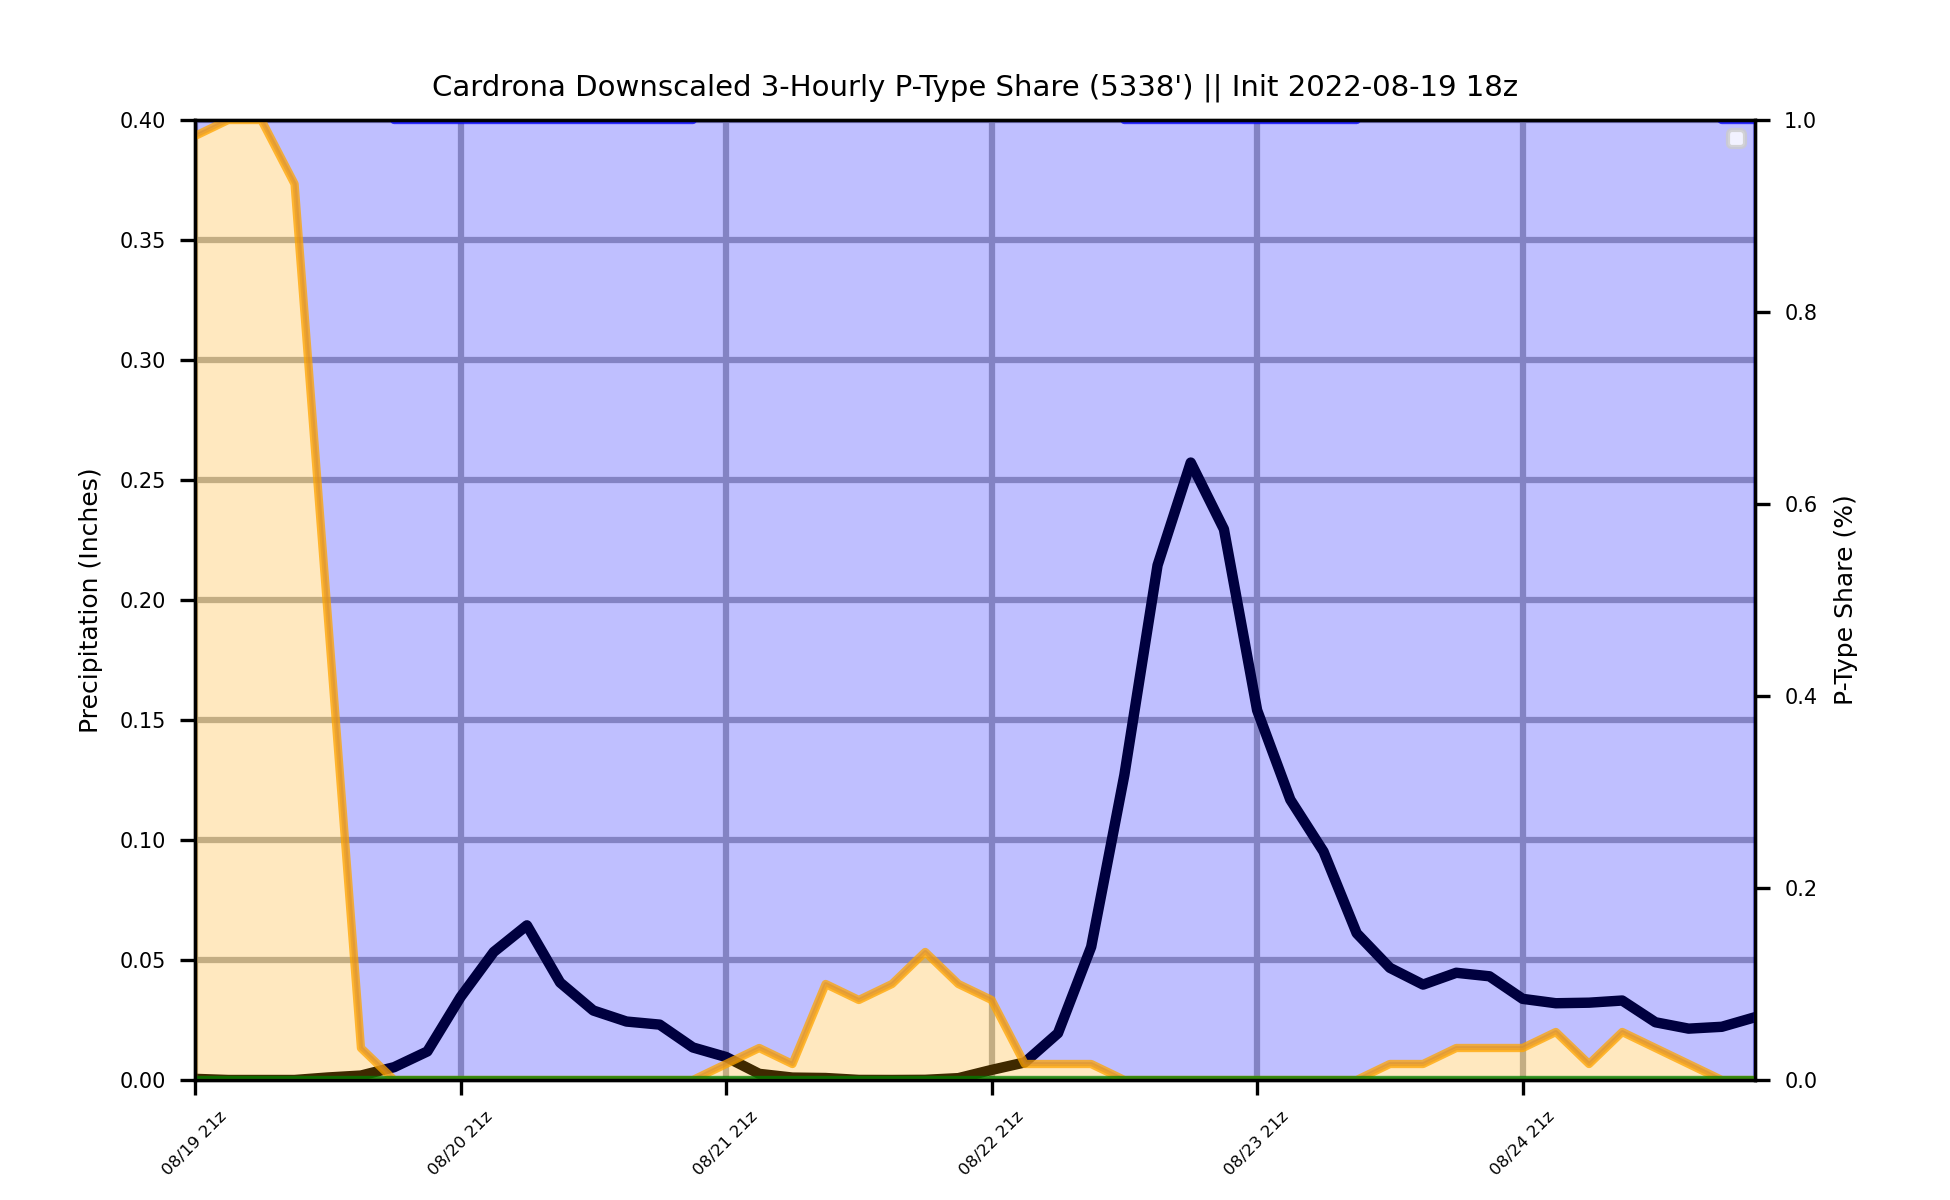 Cardrona Downscaled 3-Hourly P-Type Share (5338') || Init 2022-08-19 18z
Precipitation (Inches)
0.40
0.35
0.30
0.25
0.20
0.15
0.10
0.05
0.00
1.0
0.8
0.6
0.4
0.2
0.0
P-Type Share (%)
08/19 21z
08/20 21z
08/21 21z
08/22 21z
08/23 21z
08/24 21z